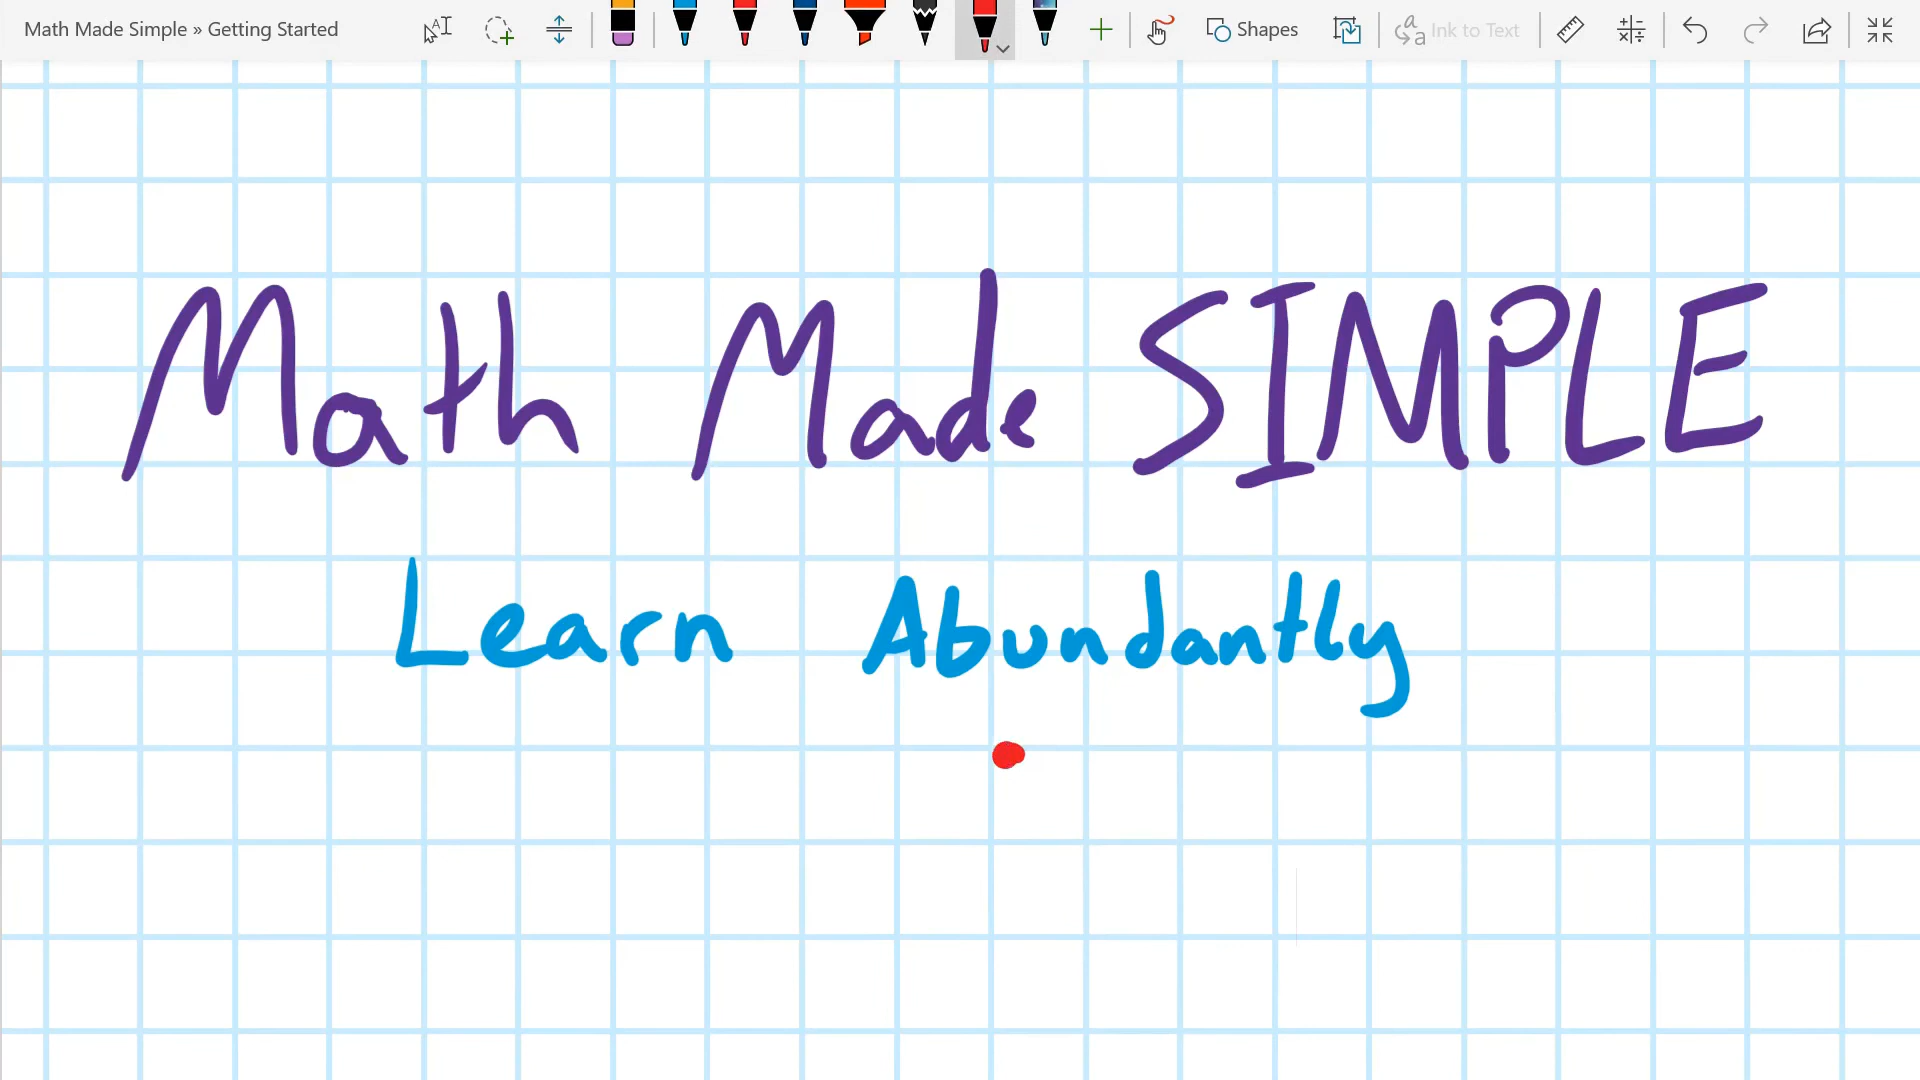 Math Made Simple » Getting Started
Shapes
Ink to Text
Math Made SIMPLE
Learn Abundantly